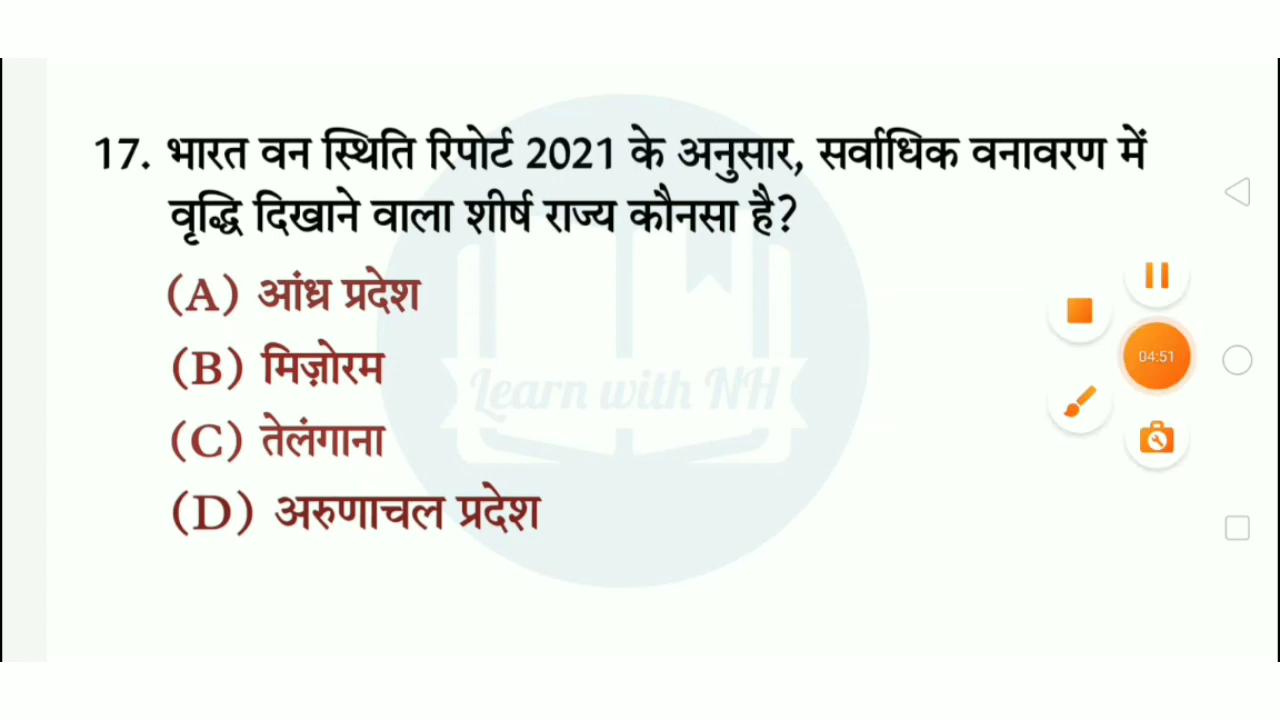 17. भारत वन स्थिति रिपोर्ट 2021 के अनुसार, सर्वाधिक वनावरण में
वृद्धि दिखाने वाला शीर्ष राज्य कौनसा है?
(A) आंध्र प्रदेश
(B) मिज़ोरम
(C) तेलंगाना
(D) अरुणाचल प्रदेश
Learn with NH
04:51